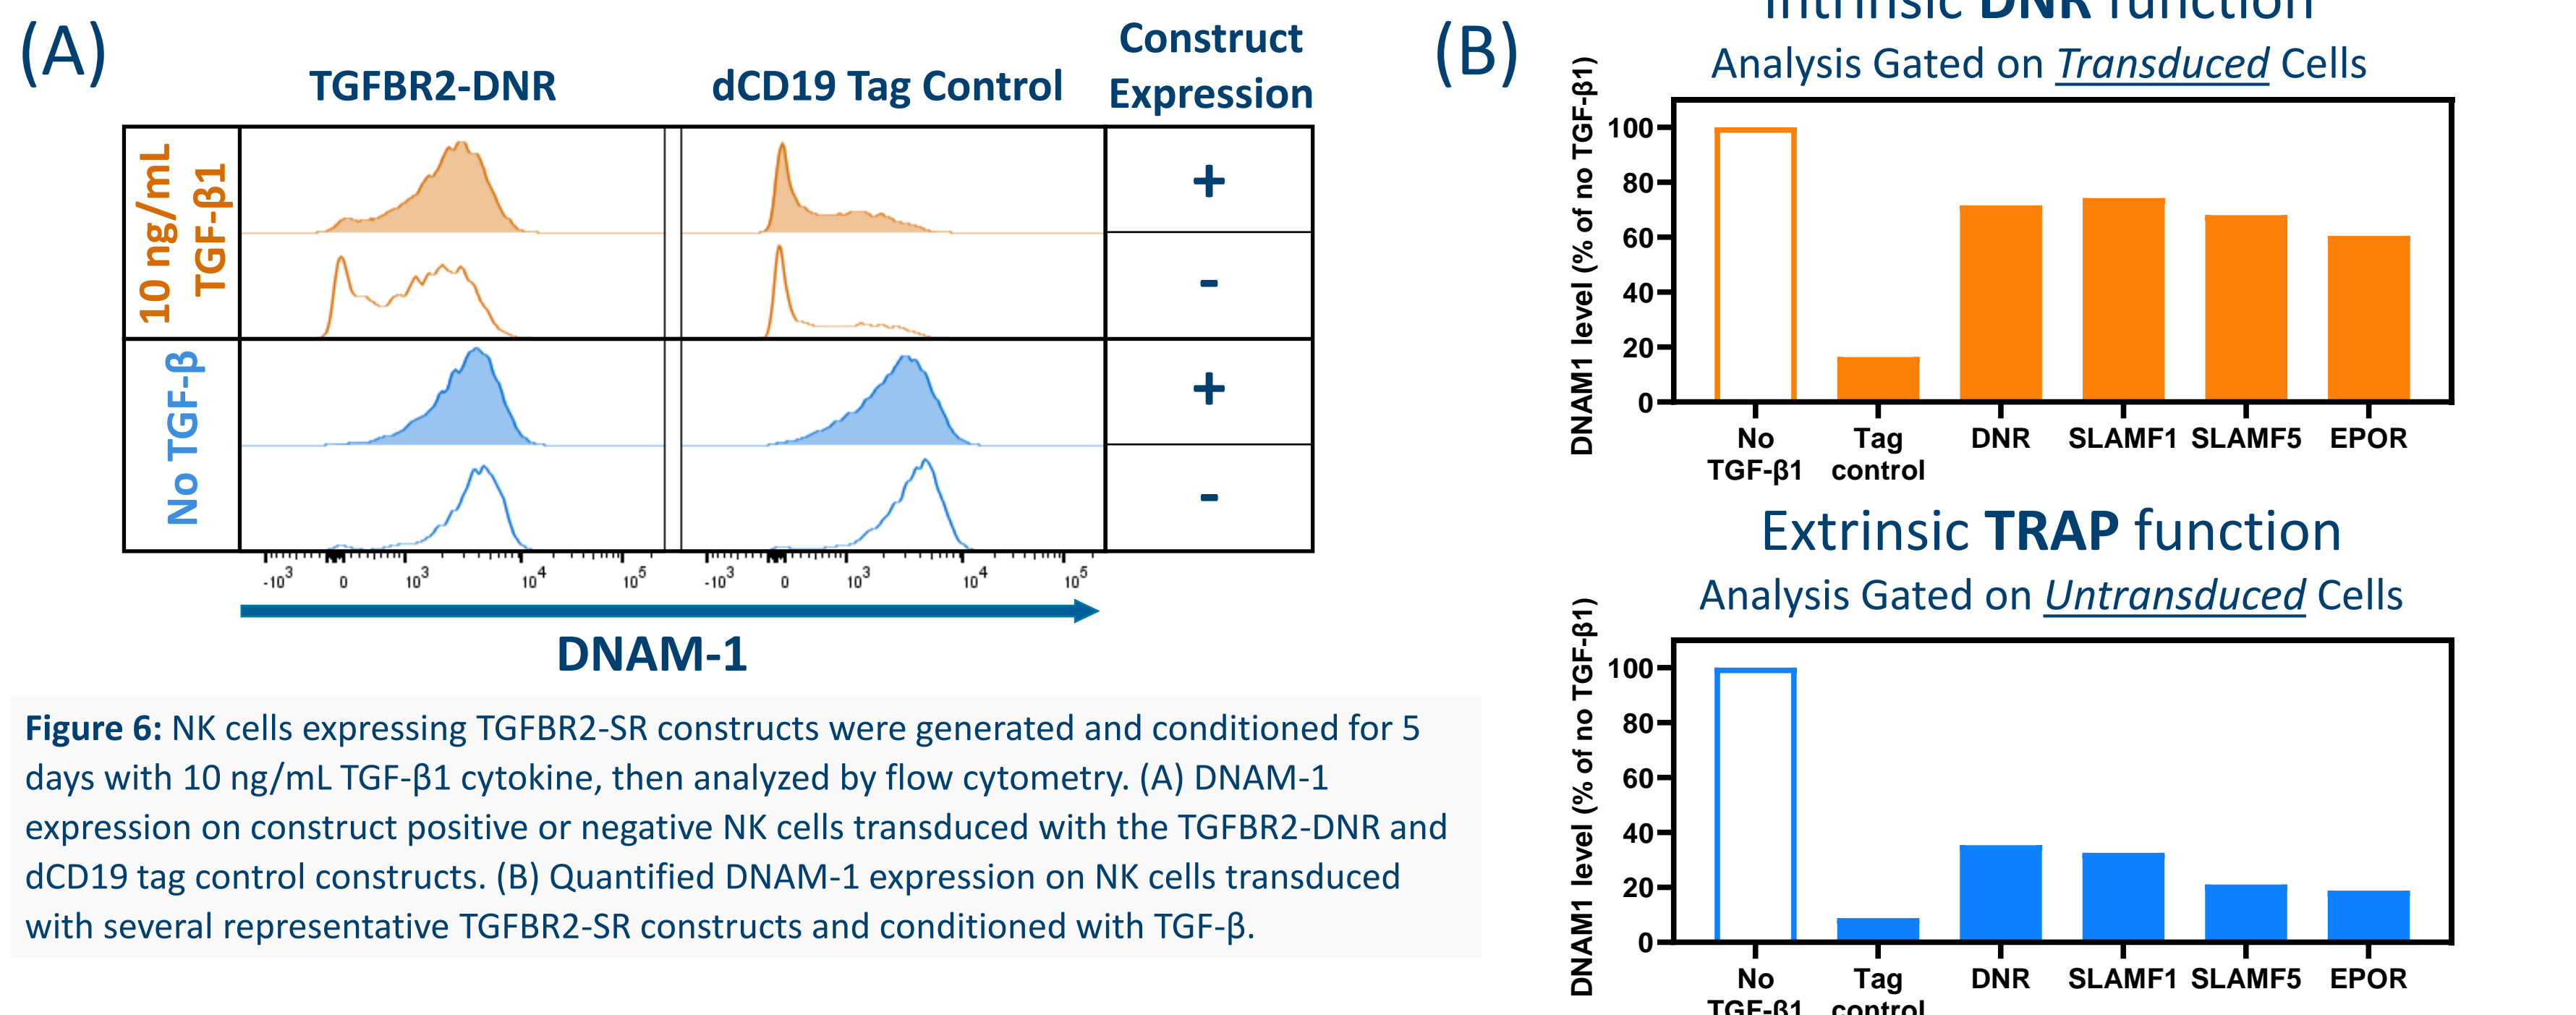 (A)
TGFBR2-DNR
dCD19 Tag Control
Construct
Expression
10 ng/mL
TGF-β1
+
-
No TGF-β
+
-
-10³ 0 10³ 10⁴ 10⁵
-10³ 0 10³ 10⁴ 10⁵
DNAM-1
Figure 6: NK cells expressing TGFBR2-SR constructs were generated and conditioned for 5
days with 10 ng/mL TGF-β1 cytokine, then analyzed by flow cytometry. (A) DNAM-1
expression on construct positive or negative NK cells transduced with the TGFBR2-DNR and
dCD19 tag control constructs. (B) Quantified DNAM-1 expression on NK cells transduced
with several representative TGFBR2-SR constructs and conditioned with TGF-β.
(B)
Intrinsic DNR function
Analysis Gated on Transduced Cells
DNAM1 level (% of no TGF-β1)
100
80
60
40
20
0
No
TGF-β1
Tag
control
DNR
SLAMF1
SLAMF5
EPOR
Extrinsic TRAP function
Analysis Gated on Untransduced Cells
DNAM1 level (% of no TGF-β1)
100
80
60
40
20
0
No
TGF-β1
Tag
control
DNR
SLAMF1
SLAMF5
EPOR